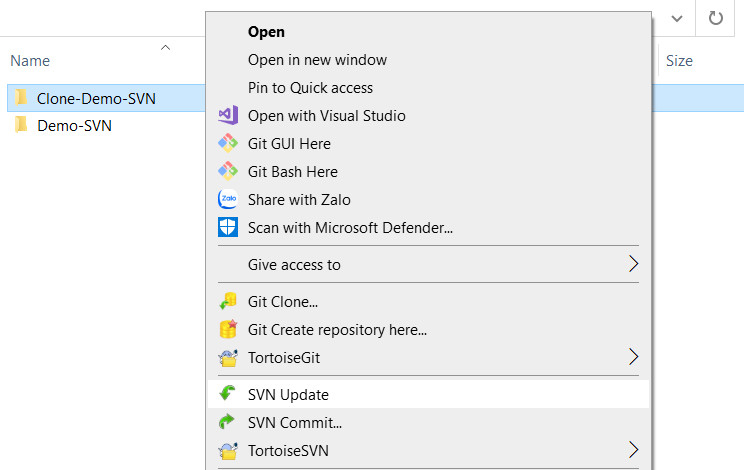 Name
Size
Clone-Demo-SVN
Demo-SVN
Open
Open in new window
Pin to Quick access
Open with Visual Studio
Git GUI Here
Git Bash Here
Zalo
Share with Zalo
Scan with Microsoft Defender...
Give access to
Git Clone...
Git Create repository here...
TortoiseGit
SVN Update
SVN Commit...
TortoiseSVN